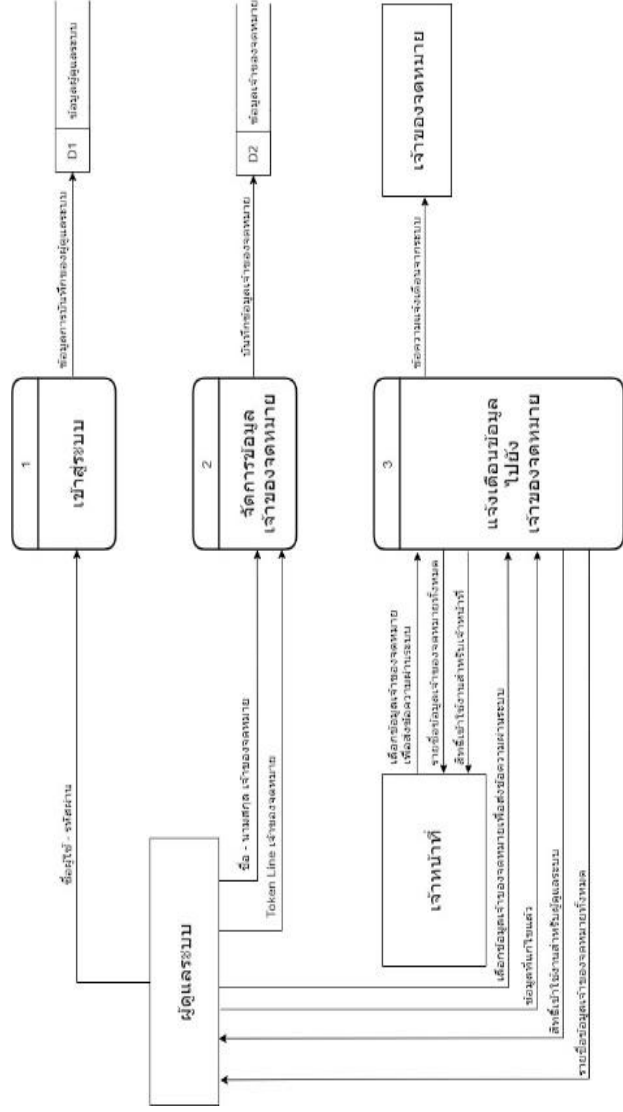 ผู้ดูแลระบบ
ชื่อผู้ใช้ - รหัสผ่าน
1
เข้าสู่ระบบ
ข้อมูลการบันทึกของผู้ดูแลระบบ
D1
ข้อมูลผู้ดูแลระบบ
ชื่อ - นามสกุล เจ้าของจดหมาย
Token Line เจ้าของจดหมาย
2
จัดการข้อมูล
เจ้าของจดหมาย
บันทึกข้อมูลเจ้าของจดหมาย
D2
ข้อมูลเจ้าของจดหมาย
เจ้าหน้าที่
เลือกข้อมูลเจ้าของจดหมาย
เพื่อส่งข้อความผ่านระบบ
รายชื่อข้อมูลเจ้าของจดหมายทั้งหมด
สิทธิ์เข้าใช้งานสำหรับเจ้าหน้าที่
3
แจ้งเตือนข้อมูล
ไปยัง
เจ้าของจดหมาย
ข้อความแจ้งเตือนจากระบบ
เจ้าของจดหมาย
เลือกข้อมูลเจ้าของจดหมายเพื่อส่งข้อความผ่านระบบ
ข้อมูลที่แก้ไขแล้ว
สิทธิ์เข้าใช้งานสำหรับผู้ดูแลระบบ
รายชื่อข้อมูลเจ้าของจดหมายทั้งหมด